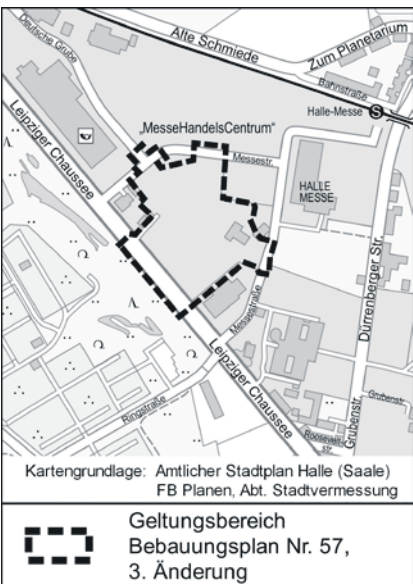 Deutsche Grube
Alte Schmiede
Zum Planetarium
Bahnstraße
Halle-Messe
S
Leipziger Chaussee
„MesseHandelsCentrum"
Messestr.
HALLE
MESSE
Dürrenberger Str.
Messestraße
Leipziger Chaussee
Ringstraße
Grubenstr.
Grubenstr.
Roosevelt-
str.
Kartengrundlage: Amtlicher Stadtplan Halle (Saale)
FB Planen, Abt. Stadtvermessung
Geltungsbereich
Bebauungsplan Nr. 57,
3. Änderung